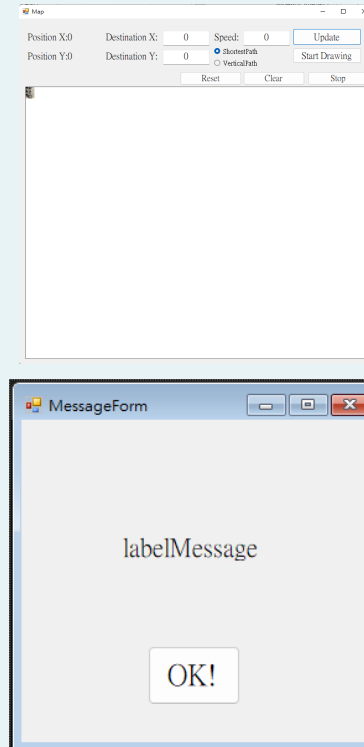 Map
Position X:0 Destination X: 0 Speed: 0 Update
Position Y:0 Destination Y: 0 ShortestPath Start Drawing
VerticalPath
Reset Clear Stop
MessageForm
labelMessage
OK!